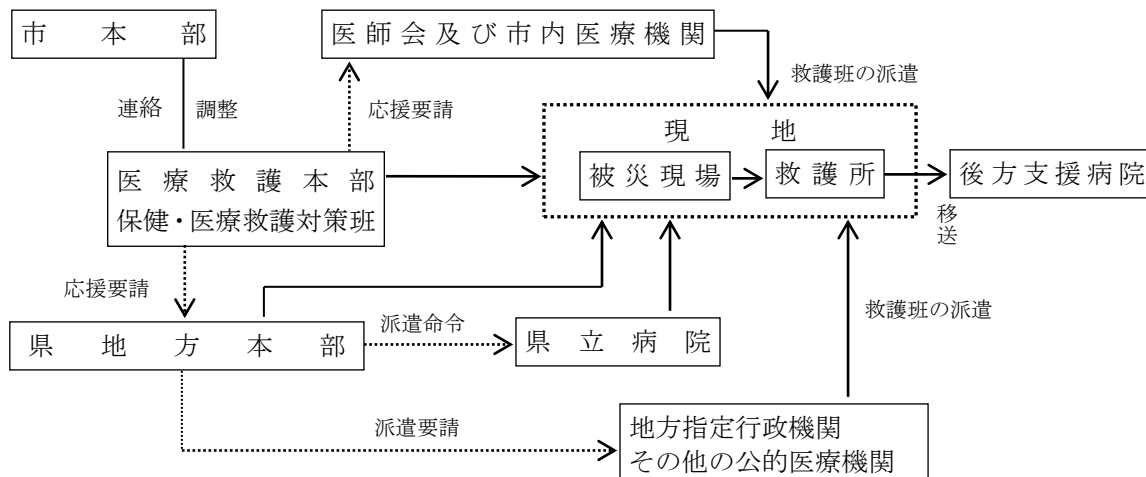 市本部
医師会及び市内医療機関
救護班の派遣
連絡 調整
応援要請
現地
医療救護本部
保健・医療救護対策班
被災現場
救護所
後方支援病院
移送
応援要請
救護班の派遣
県地方本部
派遣命令
県立病院
派遣要請
地方指定行政機関
その他の公的医療機関